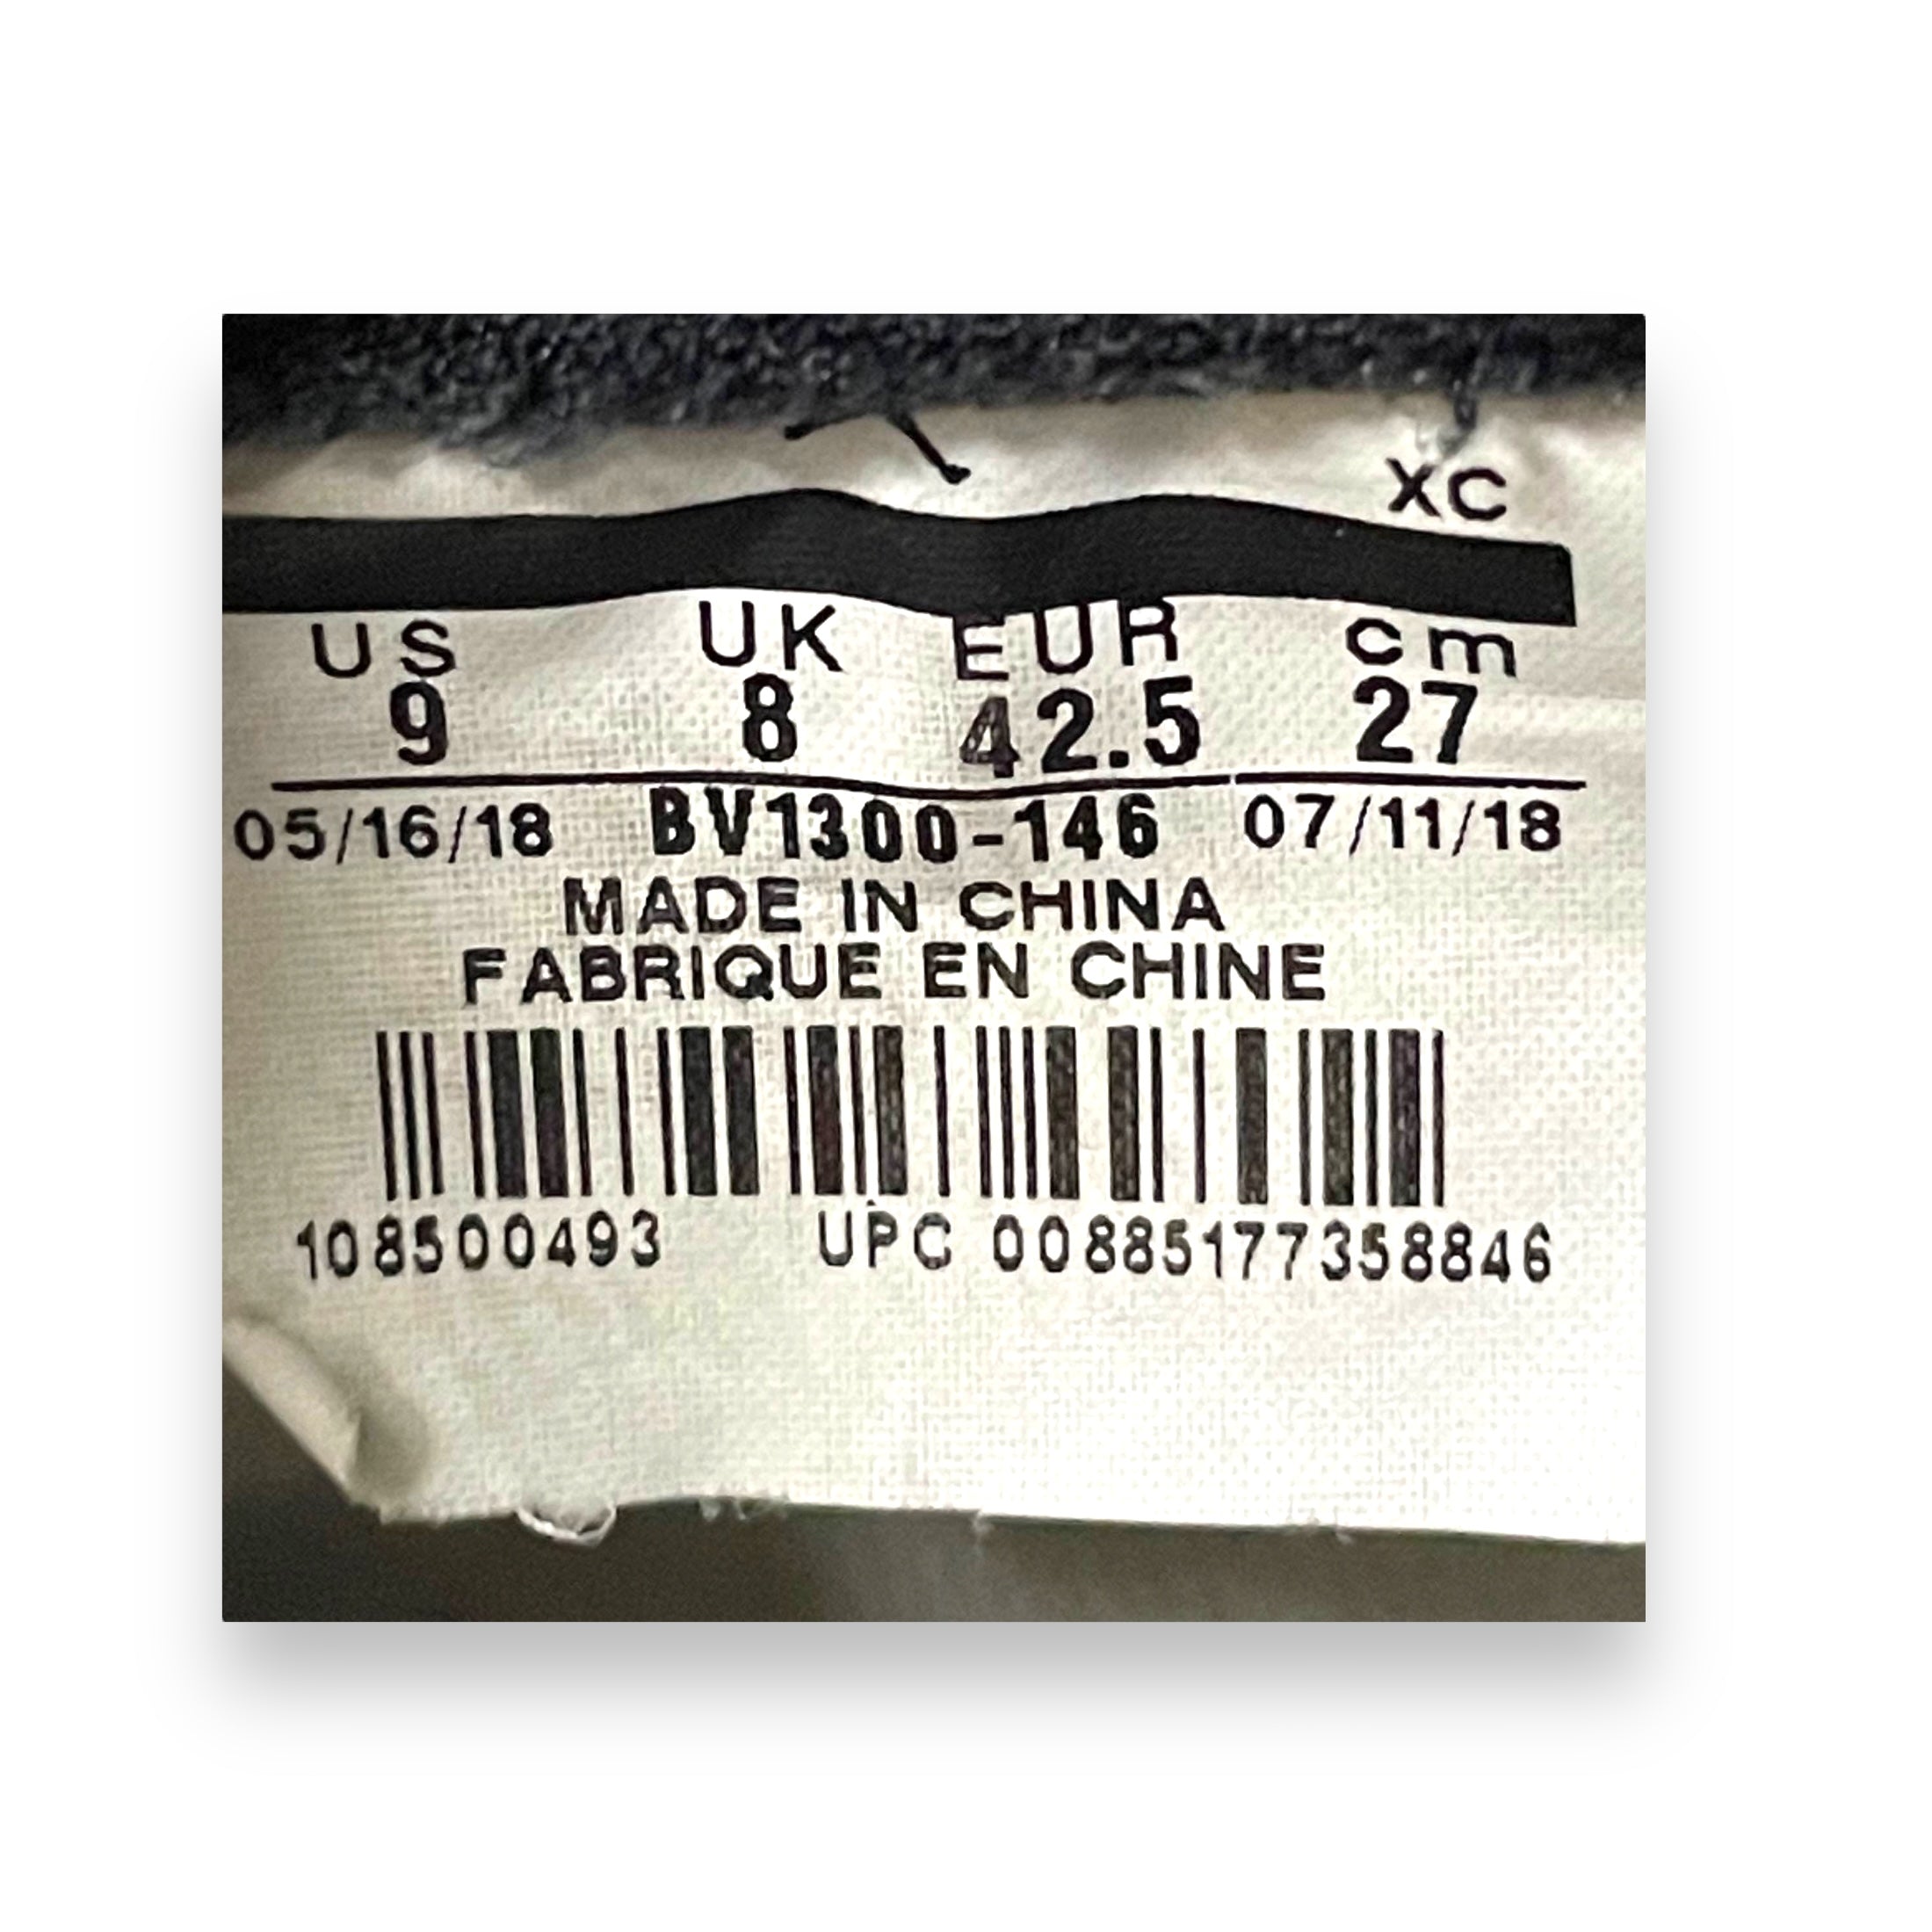 XC
US UK EUR cm
9 8 42.5 27
05/16/18 BV1300-146 07/11/18
MADE IN CHINA
FABRIQUE EN CHINE
108500493 UPC 00885177358846